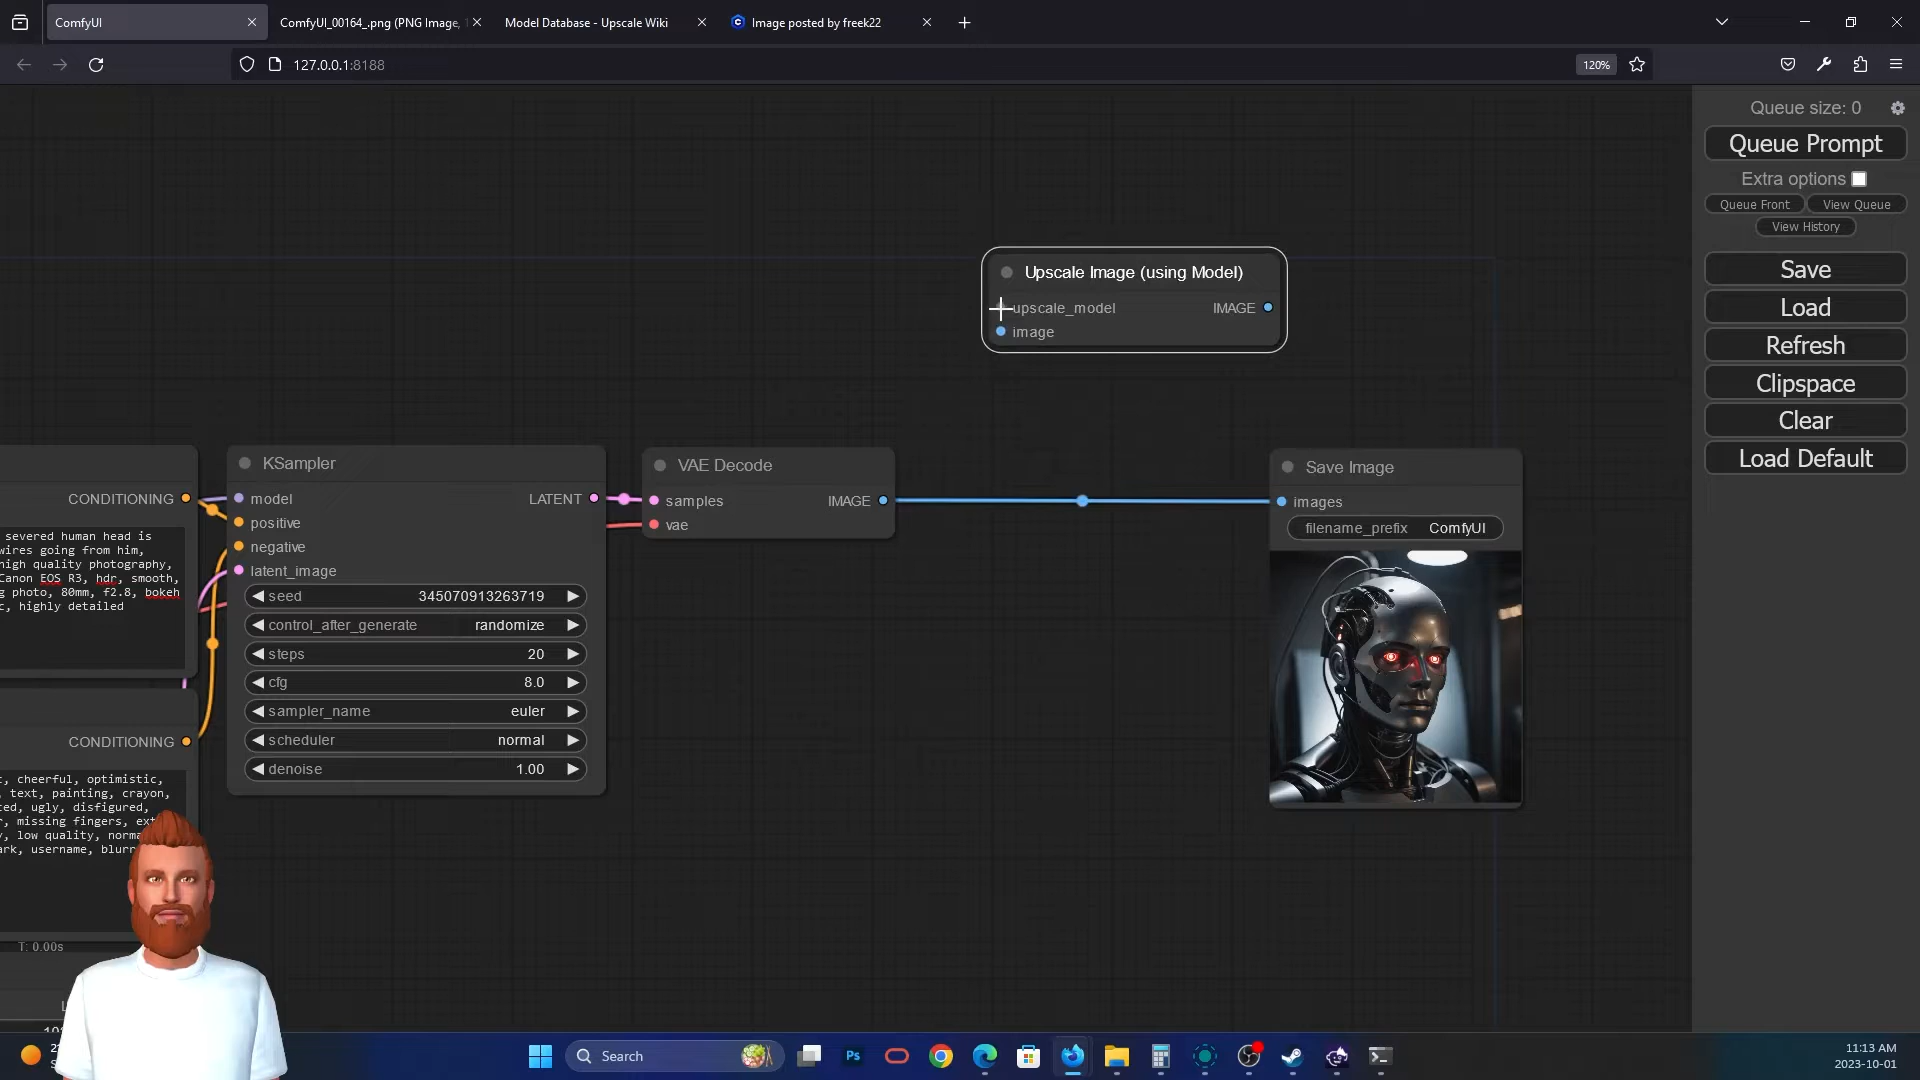 ComfyUI
ComfyUI_00164_.png (PNG Image,
Model Database - Upscale Wiki
Image posted by freek22
127.0.0.1:8188
120%
Queue size: 0
Queue Prompt
Extra options
Queue Front
View Queue
View History
Save
Load
Refresh
Clipspace
Clear
Load Default
Upscale Image (using Model)
upscale_model
IMAGE
image
CONDITIONING
severed human head is
wires going from him,
high quality photography,
Canon EOS R3, hdr, smooth,
photo, 80mm, f2.8, bokeh
highly detailed
KSampler
model
LATENT
positive
negative
latent_image
seed 345070913263719
control_after_generate randomize
steps 20
cfg 8.0
sampler_name euler
scheduler normal
denoise 1.00
VAE Decode
samples
IMAGE
vae
Save Image
images
filename_prefix ComfyUI
CONDITIONING
cheerful, optimistic,
text, painting, crayon,
ugly, disfigured,
missing fingers,
low quality,
username,
T: 0.00s
Search
Ps
11:13 AM
2023-10-01